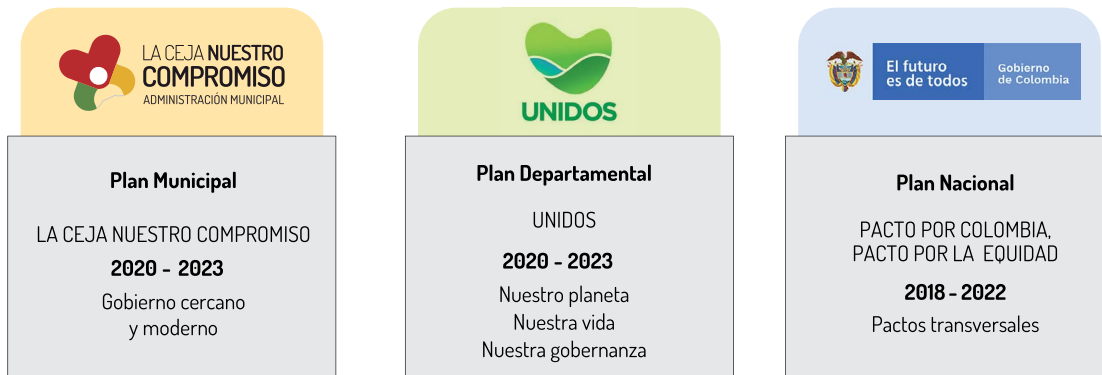 LA CEJA NUESTRO
COMPROMISO
ADMINISTRACIÓN MUNICIPAL
Plan Municipal
LA CEJA NUESTRO COMPROMISO
2020 - 2023
Gobierno cercano
y moderno
UNIDOS
Plan Departamental
UNIDOS
2020 - 2023
Nuestro planeta
Nuestra vida
Nuestra gobernanza
El futuro
es de todos
Gobierno
de Colombia
Plan Nacional
PACTO POR COLOMBIA,
PACTO POR LA EQUIDAD
2018 - 2022
Pactos transversales